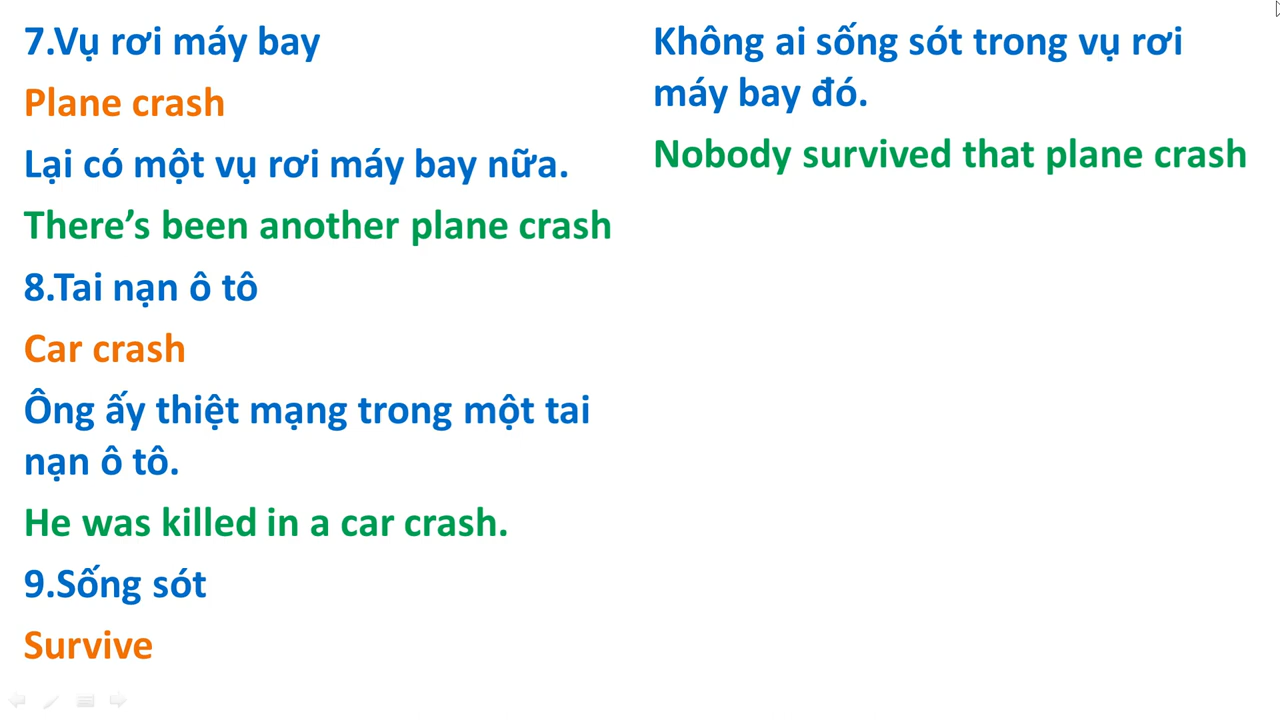 7.Vụ rơi máy bay
Plane crash
Lại có một vụ rơi máy bay nữa.
There’s been another plane crash
8.Tai nạn ô tô
Car crash
Ông ấy thiệt mạng trong một tai
nạn ô tô.
He was killed in a car crash.
9.Sống sót
Survive
Không ai sống sót trong vụ rơi
máy bay đó.
Nobody survived that plane crash